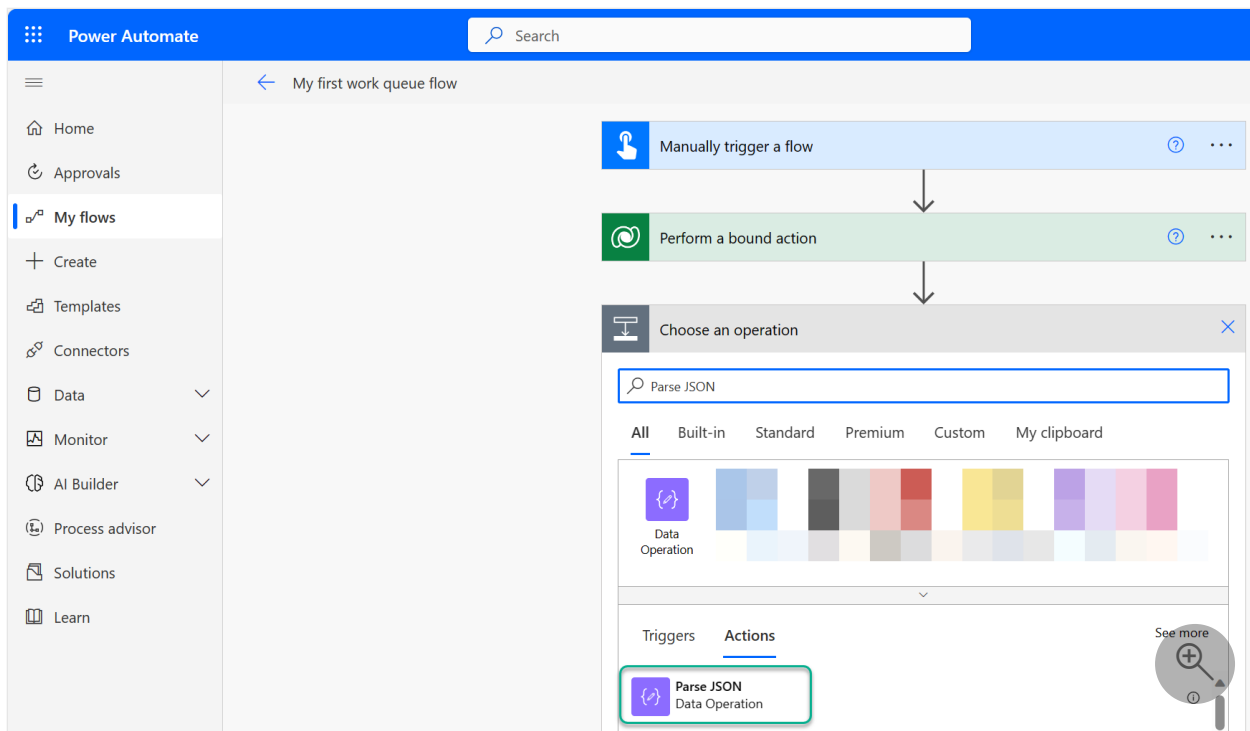 Power Automate
Search
My first work queue flow
Home
Approvals
My flows
Create
Templates
Connectors
Data
Monitor
AI Builder
Process advisor
Solutions
Learn
Manually trigger a flow
Perform a bound action
Choose an operation
Parse JSON
All Built-in Standard Premium Custom My clipboard
Data
Operation
Triggers Actions See more
Parse JSON
Data Operation